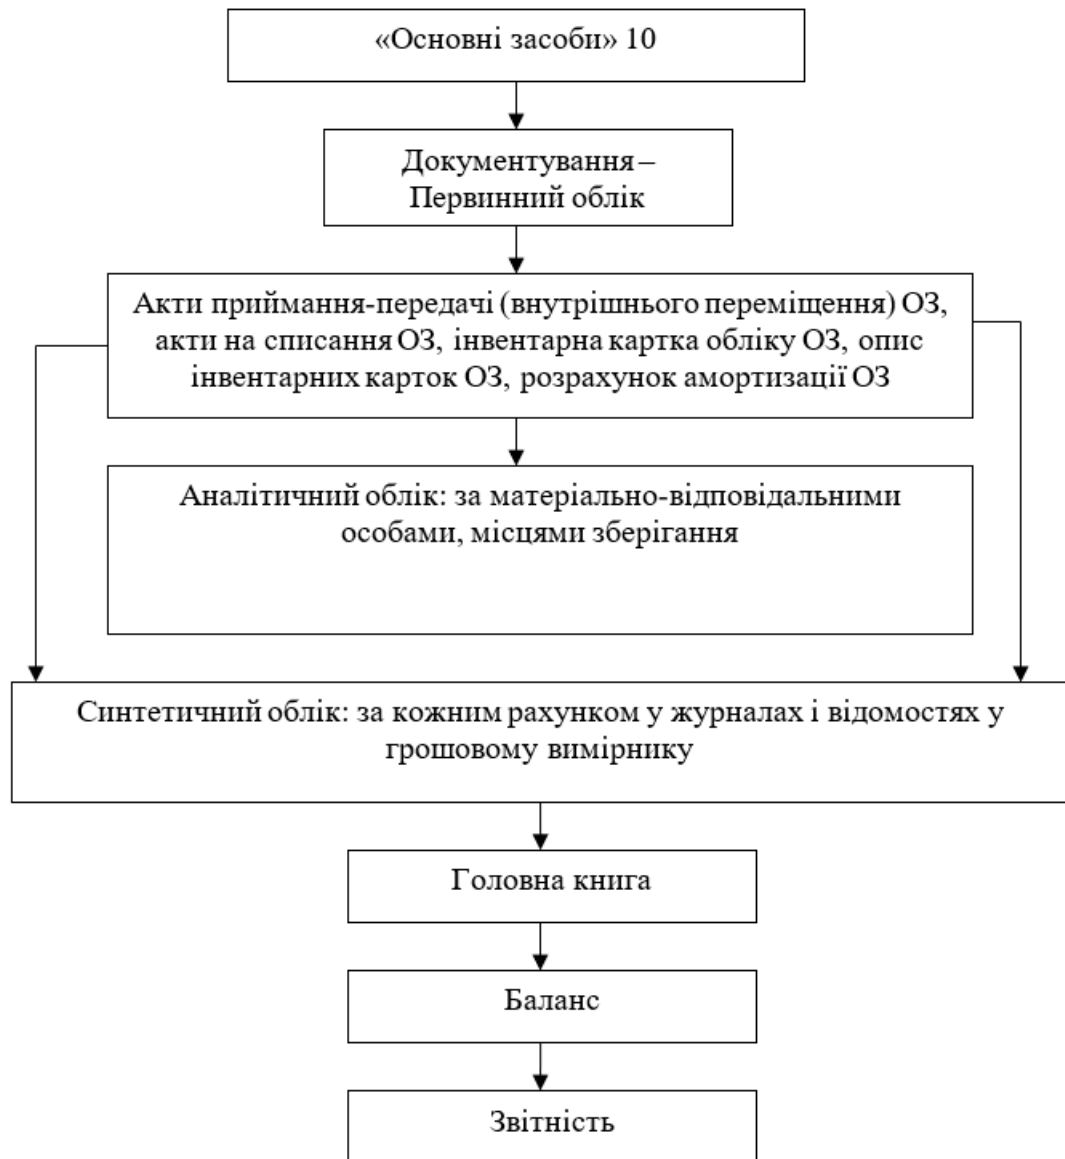 «Основні засоби» 10
Документування –
Первинний облік
Акти приймання-передачі (внутрішнього переміщення) ОЗ,
акти на списання ОЗ, інвентарна картка обліку ОЗ, опис
інвентарних карток ОЗ, розрахунок амортизації ОЗ
Аналітичний облік: за матеріально-відповідальними
особами, місцями зберігання
Синтетичний облік: за кожним рахунком у журналах і відомостях у
грошовому вимірнику
Головна книга
Баланс
Звітність